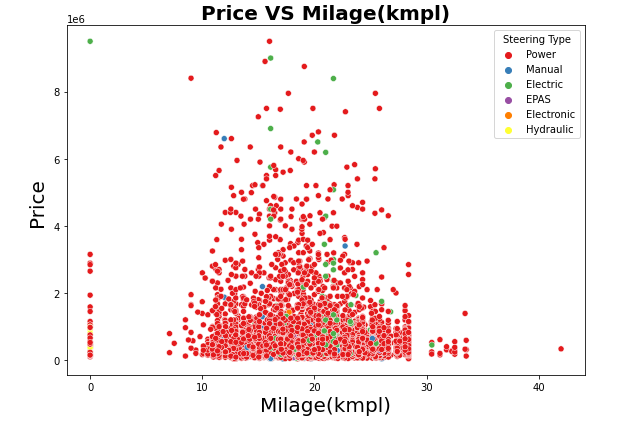 Price VS Milage(kmpl)
1e6
Steering Type
Power
Manual
Electric
EPAS
Electronic
Hydraulic
8
6
4
2
0
Price
0 10 20 30 40
Milage(kmpl)